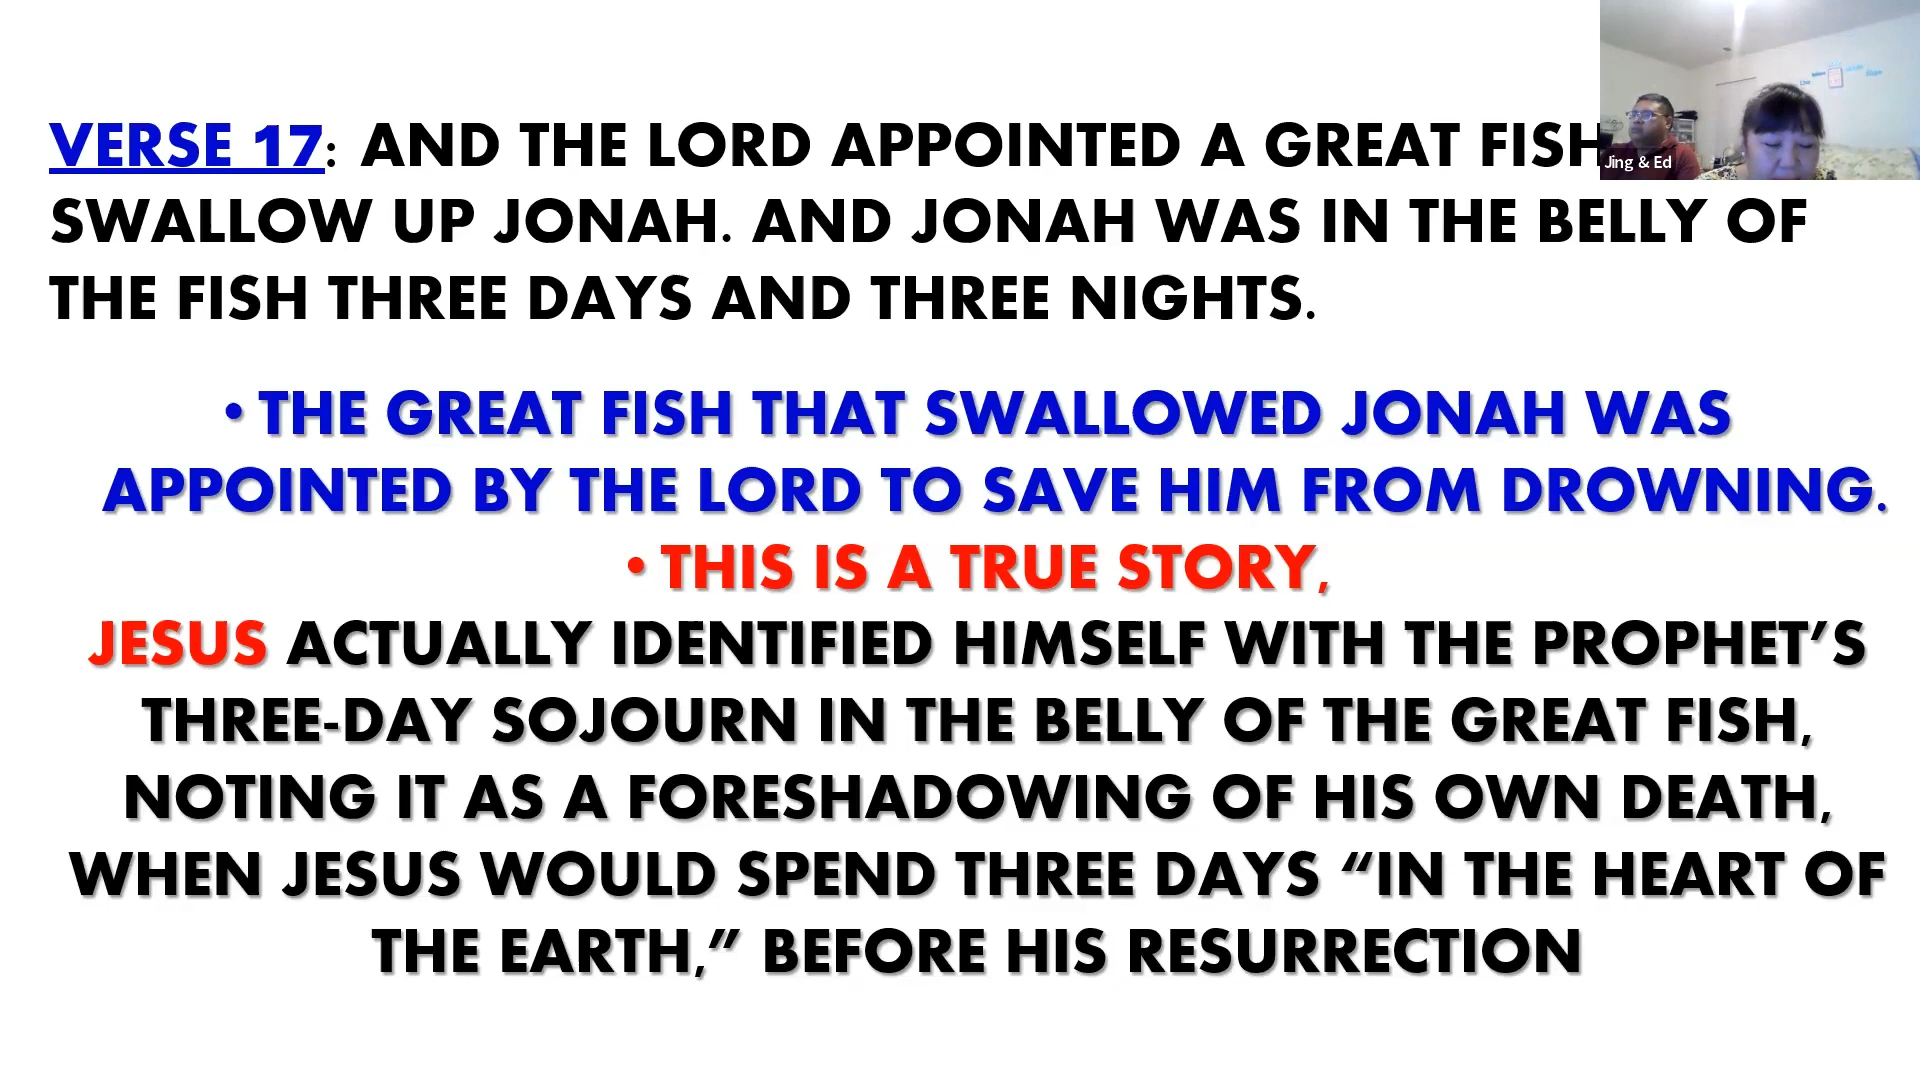 VERSE 17: AND THE LORD APPOINTED A GREAT FISH
SWALLOW UP JONAH. AND JONAH WAS IN THE BELLY OF
THE FISH THREE DAYS AND THREE NIGHTS.
• THE GREAT FISH THAT SWALLOWED JONAH WAS
APPOINTED BY THE LORD TO SAVE HIM FROM DROWNING.
• THIS IS A TRUE STORY,
JESUS ACTUALLY IDENTIFIED HIMSELF WITH THE PROPHET’S
THREE-DAY SOJOURN IN THE BELLY OF THE GREAT FISH,
NOTING IT AS A FORESHADOWING OF HIS OWN DEATH,
WHEN JESUS WOULD SPEND THREE DAYS “IN THE HEART OF
THE EARTH,” BEFORE HIS RESURRECTION
Jing & Ed